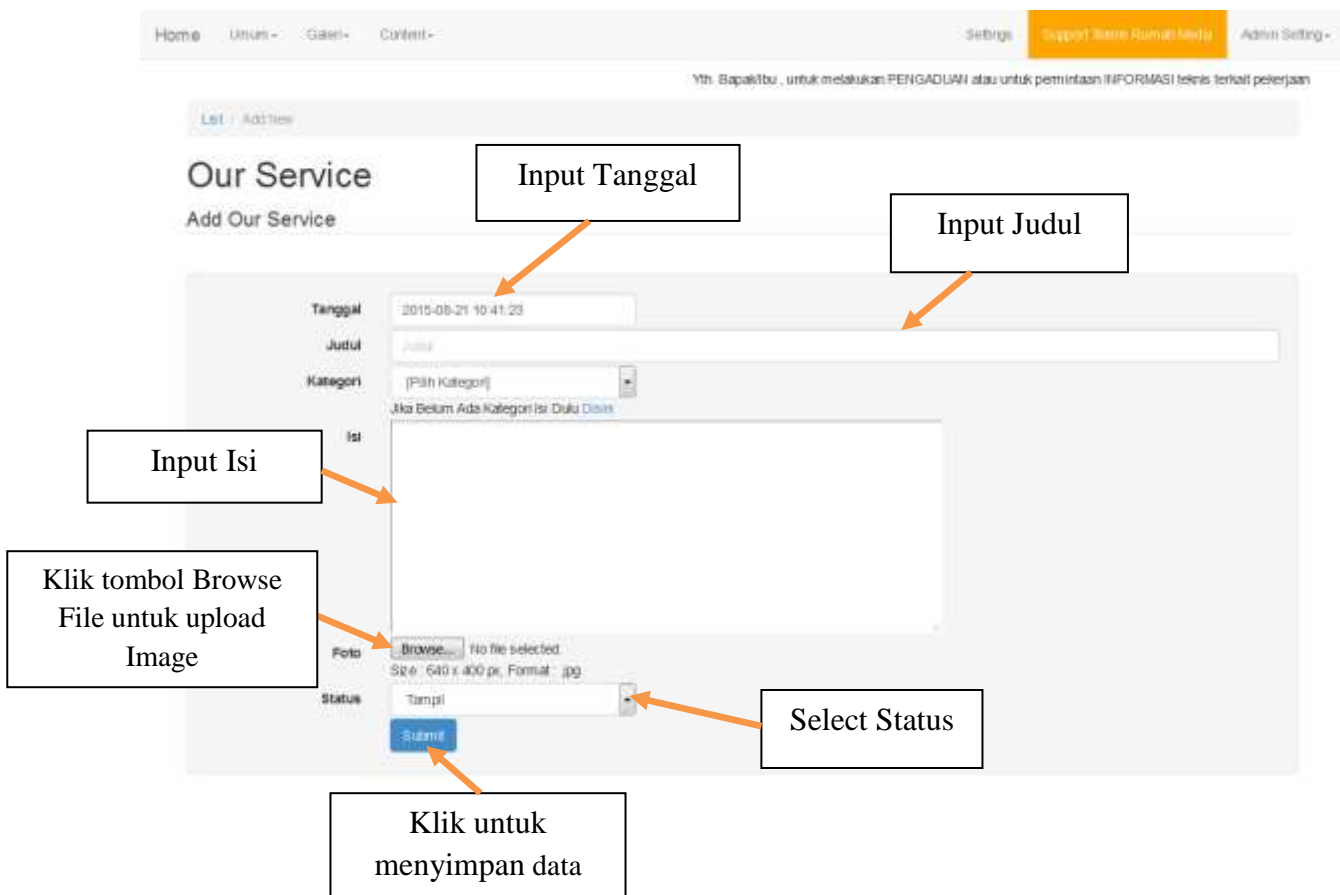 Home Umum Galeri Content Settings Support Teknis Rumah Media Admin Setting
Yth. Bapak/Ibu , untuk melakukan PENGADUAN atau untuk permintaan INFORMASI teknis terkait pekerjaan
List / Add New
Our Service
Add Our Service
Input Tanggal
Input Judul
Tanggal 2015-08-21 10:41:23
Judul Judul
Kategori [Pilih Kategori]
Jika Belum Ada Kategori Isi Dulu Disini
Isi
Input Isi
Klik tombol Browse
File untuk upload
Image
Foto Browse... No file selected.
Size : 640 x 400 px, Format : .jpg
Status Tampil
Select Status
Submit
Klik untuk
menyimpan data